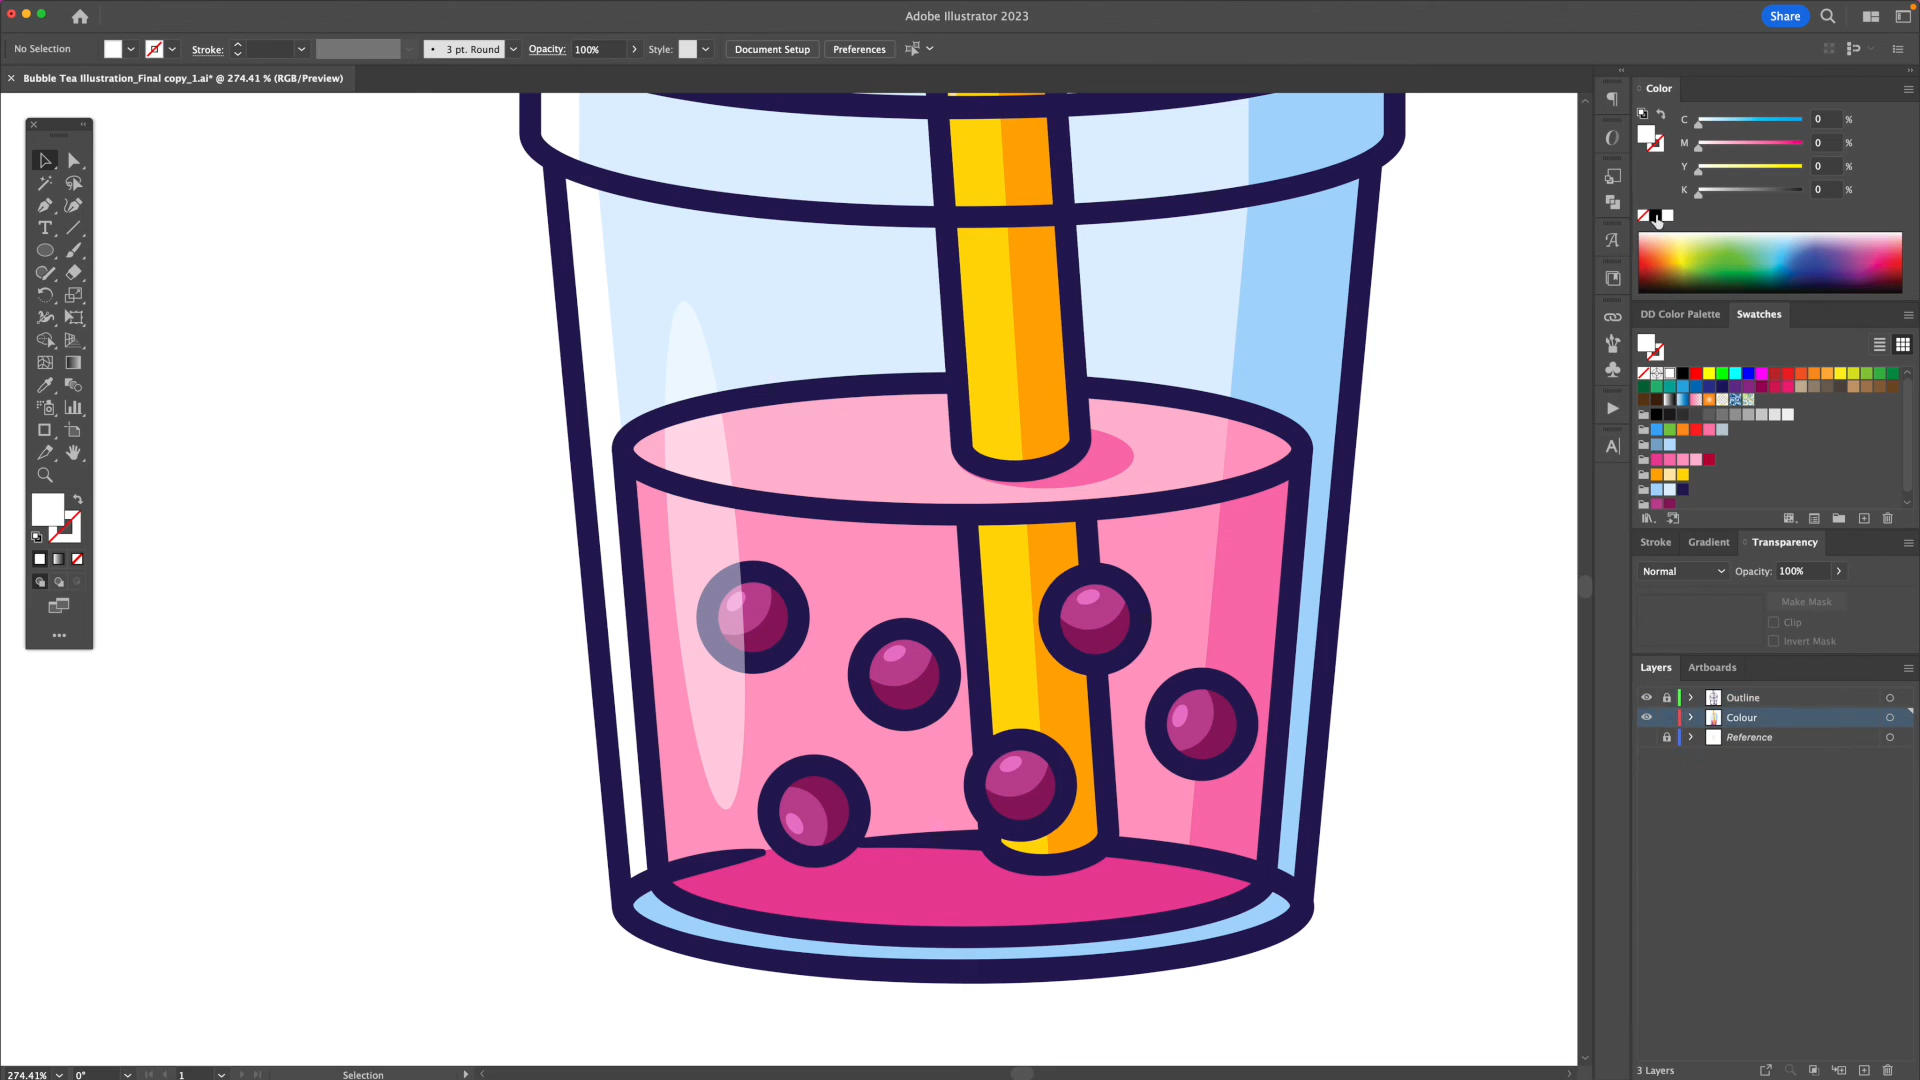 Adobe Illustrator 2023
Share
No Selection
Stroke:
3 pt. Round
Opacity:
100%
Style:
Document Setup
Preferences
× Bubble Tea Illustration_Final copy_1.ai* @ 274.41 % (RGB/Preview)
Color
C 0 %
M 0 %
Y 0 %
K 0 %
DD Color Palette
Swatches
Stroke
Gradient
Transparency
Normal
Opacity: 100%
Make Mask
Clip
Invert Mask
Layers
Artboards
Outline
Colour
Reference
274.41%
0°
1
Selection
3 Layers